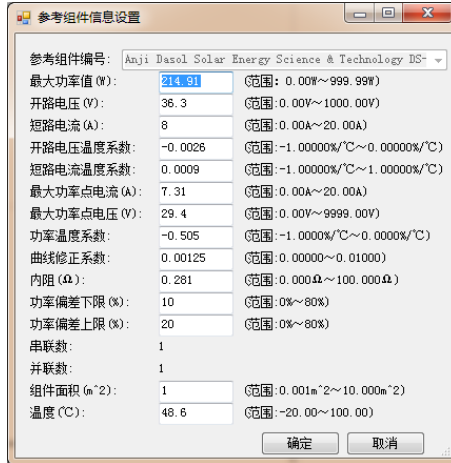 参考组件信息设置
参考组件编号: Anji Dasol Solar Energy Science & Technology DS-
最大功率值(W): 214.91 (范围: 0.00W~999.99W)
开路电压(V): 36.3 (范围:0.00V~1000.00V)
短路电流(A): 8 (范围:0.00A~20.00A)
开路电压温度系数: -0.0026 (范围:-1.00000%/℃~0.00000%/℃)
短路电流温度系数: 0.0009 (范围:-1.00000%/℃~1.00000%/℃)
最大功率点电流(A): 7.31 (范围:0.00A~20.00A)
最大功率点电压(V): 29.4 (范围:0.00V~9999.00V)
功率温度系数: -0.505 (范围:-1.0000%/℃~0.0000%/℃)
曲线修正系数: 0.00125 (范围:0.00000~0.01000)
内阻(Ω): 0.281 (范围:0.000Ω~100.000Ω)
功率偏差下限(%): 10 (范围:0%~80%)
功率偏差上限(%): 20 (范围:0%~80%)
串联数: 1
并联数: 1
组件面积(m^2): 1 (范围:0.001m^2~10.000m^2)
温度(℃): 48.6 (范围:-20.00~100.00)
确定 取消